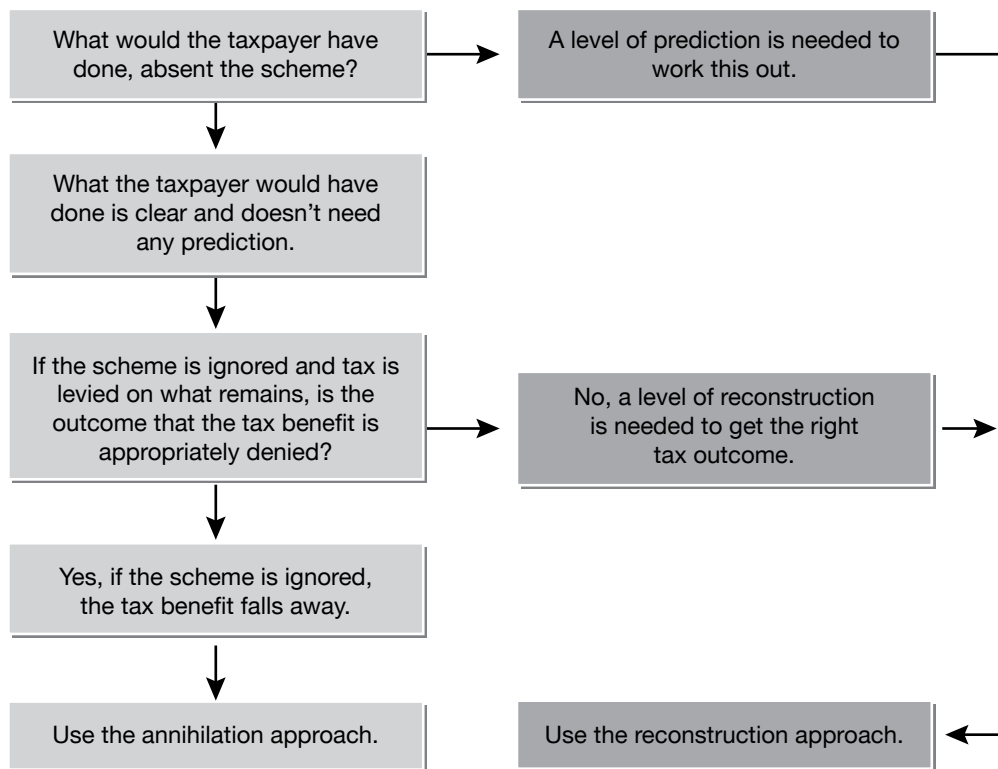 What would the taxpayer have
done, absent the scheme?
A level of prediction is needed to
work this out.
What the taxpayer would have
done is clear and doesn't need
any prediction.
If the scheme is ignored and tax is
levied on what remains, is the
outcome that the tax benefit is
appropriately denied?
No, a level of reconstruction
is needed to get the right
tax outcome.
Yes, if the scheme is ignored,
the tax benefit falls away.
Use the annihilation approach.
Use the reconstruction approach.